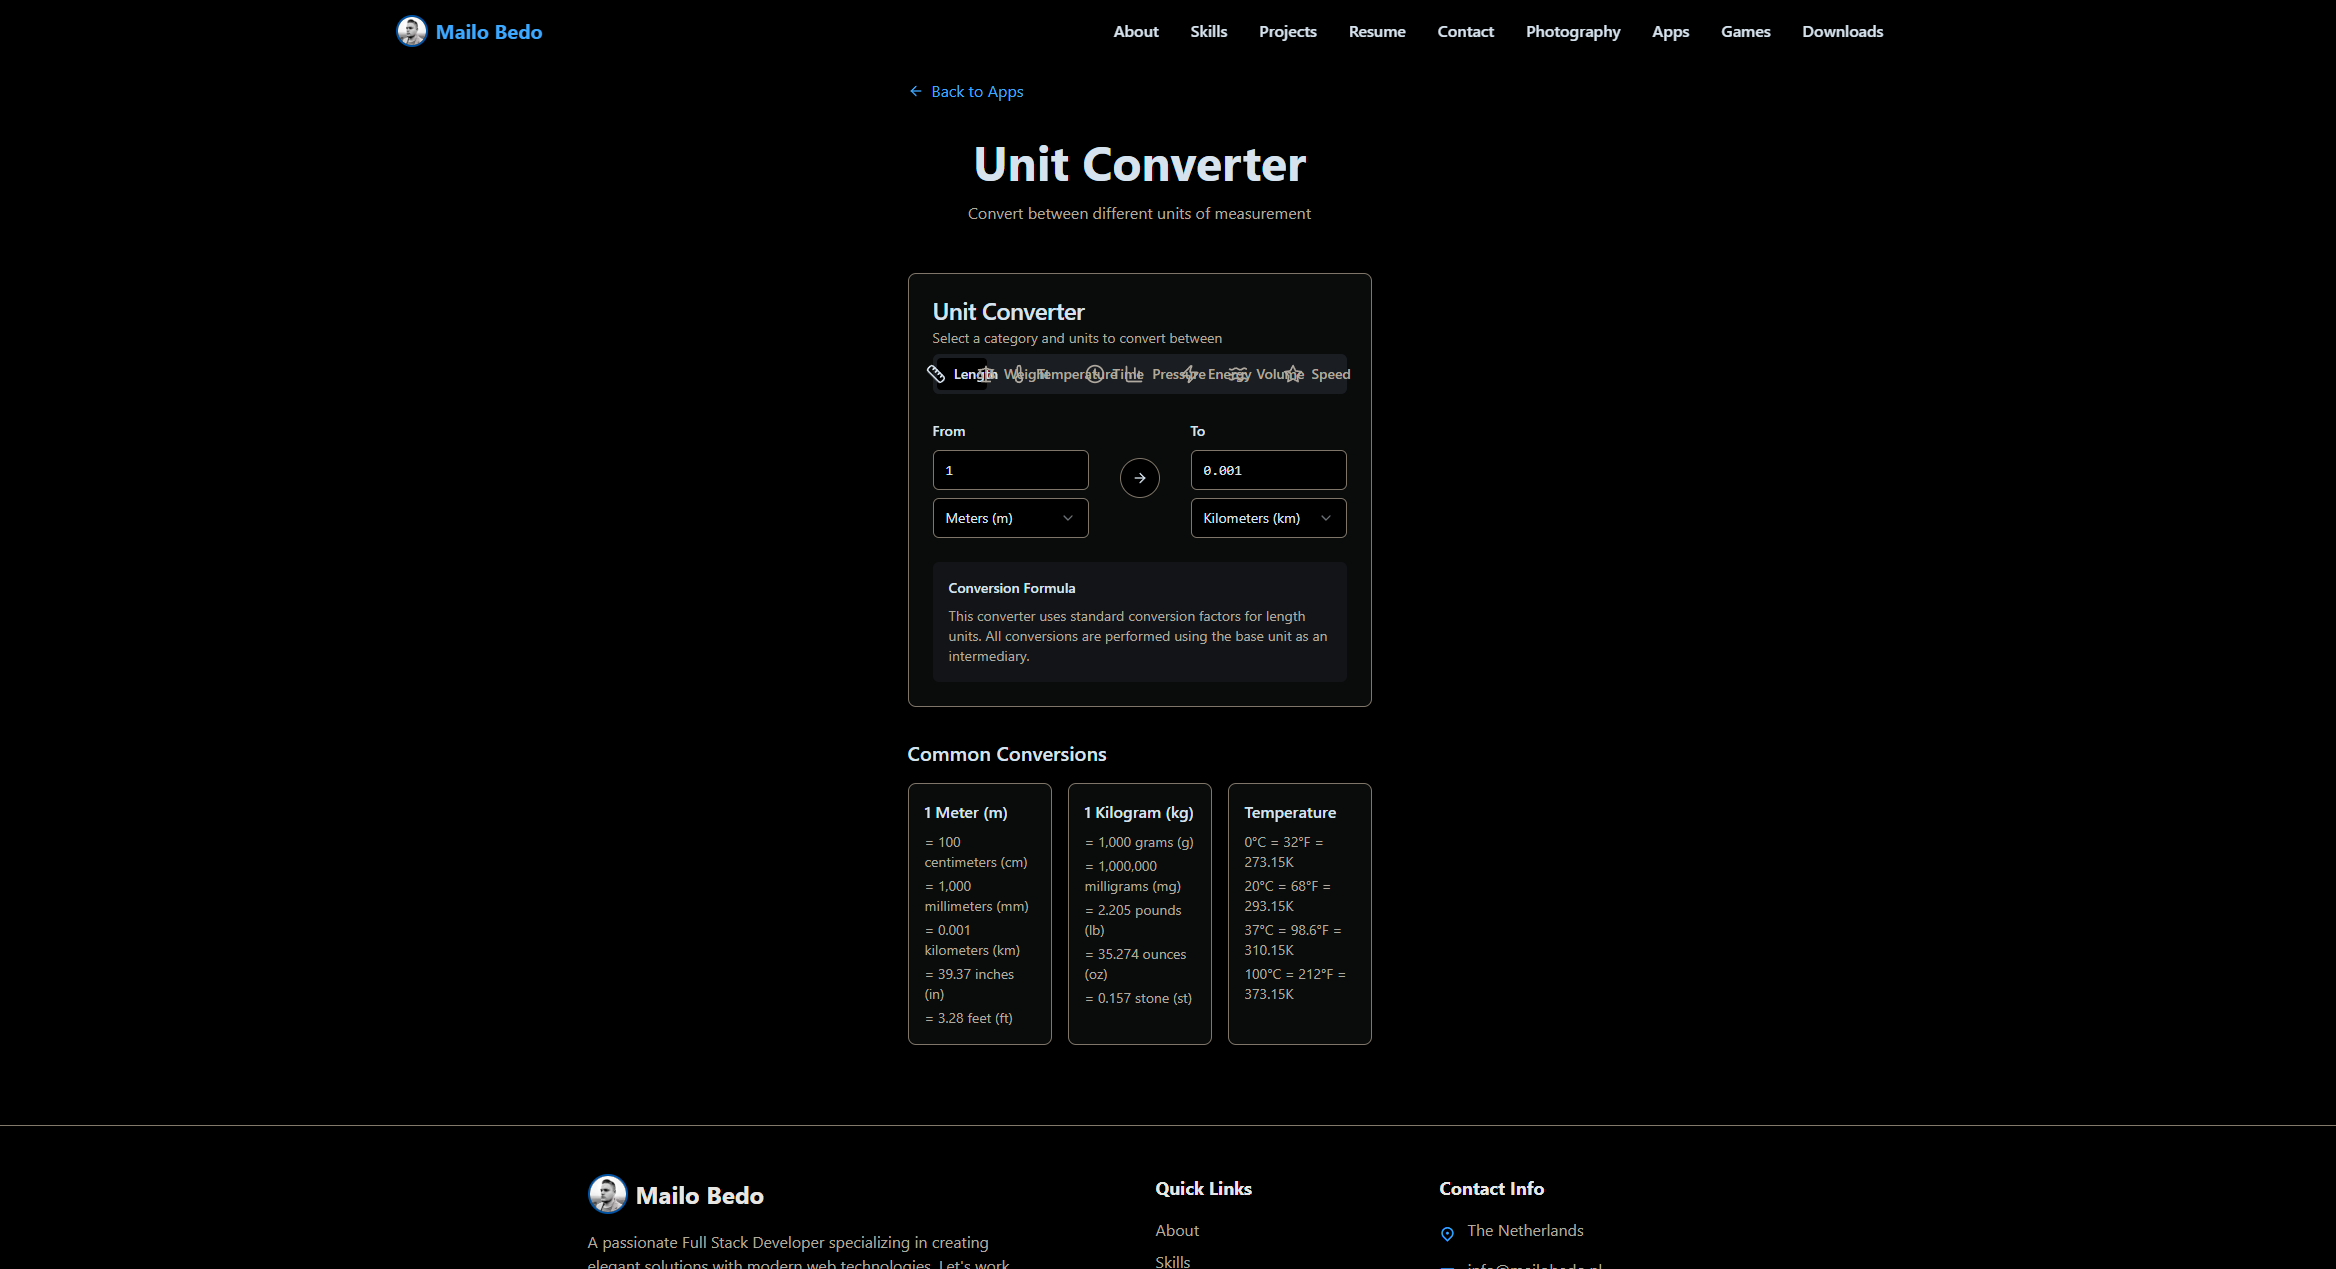 Mailo Bedo
About Skills Projects Resume Contact Photography Apps Games Downloads
Back to Apps
Unit Converter
Convert between different units of measurement
Unit Converter
Select a category and units to convert between
Length Weight Temperature Time Pressure Energy Volume Speed
From
To
1
0.001
Meters (m)
Kilometers (km)
Conversion Formula
This converter uses standard conversion factors for length
units. All conversions are performed using the base unit as an
intermediary.
Common Conversions
1 Meter (m)
= 100
centimeters (cm)
= 1,000
millimeters (mm)
= 0.001
kilometers (km)
= 39.37 inches
(in)
= 3.28 feet (ft)
1 Kilogram (kg)
= 1,000 grams (g)
= 1,000,000
milligrams (mg)
= 2.205 pounds
(lb)
= 35.274 ounces
(oz)
= 0.157 stone (st)
Temperature
0°C = 32°F =
273.15K
20°C = 68°F =
293.15K
37°C = 98.6°F =
310.15K
100°C = 212°F =
373.15K
Mailo Bedo
A passionate Full Stack Developer specializing in creating
elegant solutions with modern web technologies. Let's work
Quick Links
About
Skills
Contact Info
The Netherlands